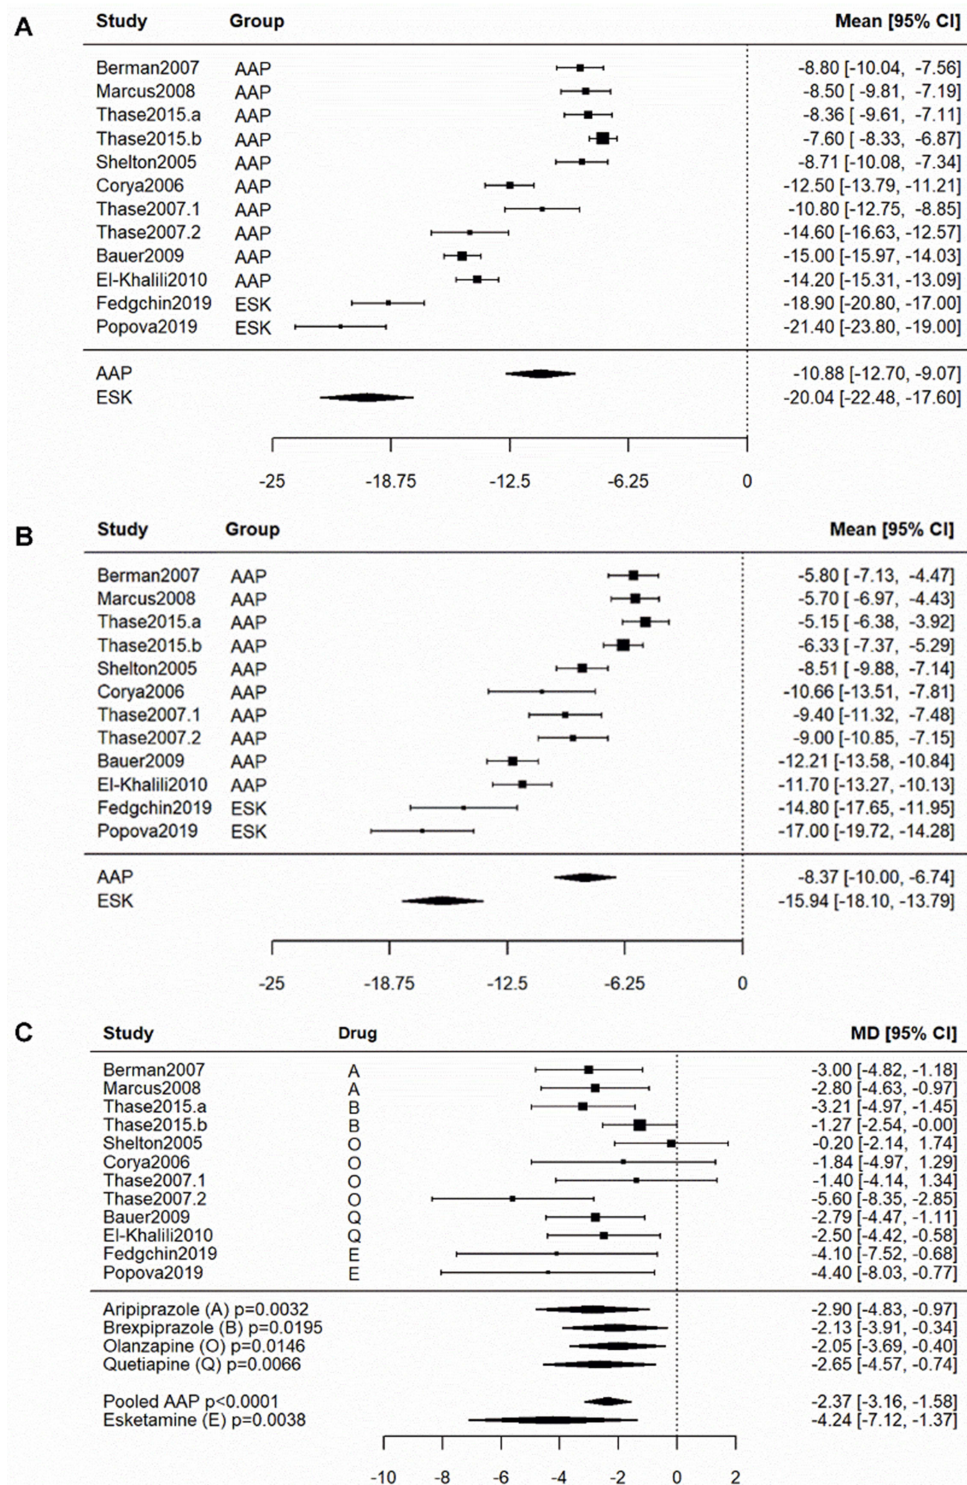 A Study Group Mean [95% CI]
Berman2007 AAP -8.80 [-10.04, -7.56]
Marcus2008 AAP -8.50 [ -9.81, -7.19]
Thase2015.a AAP -8.36 [ -9.61, -7.11]
Thase2015.b AAP -7.60 [ -8.33, -6.87]
Shelton2005 AAP -8.71 [-10.08, -7.34]
Corya2006 AAP -12.50 [-13.79, -11.21]
Thase2007.1 AAP -10.80 [-12.75, -8.85]
Thase2007.2 AAP -14.60 [-16.63, -12.57]
Bauer2009 AAP -15.00 [-15.97, -14.03]
El-Khalili2010 AAP -14.20 [-15.31, -13.09]
Fedgchin2019 ESK -18.90 [-20.80, -17.00]
Popova2019 ESK -21.40 [-23.80, -19.00]
AAP -10.88 [-12.70, -9.07]
ESK -20.04 [-22.48, -17.60]
-25 -18.75 -12.5 -6.25 0
B Study Group Mean [95% CI]
Berman2007 AAP -5.80 [ -7.13, -4.47]
Marcus2008 AAP -5.70 [ -6.97, -4.43]
Thase2015.a AAP -5.15 [ -6.38, -3.92]
Thase2015.b AAP -6.33 [ -7.37, -5.29]
Shelton2005 AAP -8.51 [ -9.88, -7.14]
Corya2006 AAP -10.66 [-13.51, -7.81]
Thase2007.1 AAP -9.40 [-11.32, -7.48]
Thase2007.2 AAP -9.00 [-10.85, -7.15]
Bauer2009 AAP -12.21 [-13.58, -10.84]
El-Khalili2010 AAP -11.70 [-13.27, -10.13]
Fedgchin2019 ESK -14.80 [-17.65, -11.95]
Popova2019 ESK -17.00 [-19.72, -14.28]
AAP -8.37 [-10.00, -6.74]
ESK -15.94 [-18.10, -13.79]
-25 -18.75 -12.5 -6.25 0
C Study Drug MD [95% CI]
Berman2007 A -3.00 [-4.82, -1.18]
Marcus2008 A -2.80 [-4.63, -0.97]
Thase2015.a B -3.21 [-4.97, -1.45]
Thase2015.b B -1.27 [-2.54, -0.00]
Shelton2005 O -0.20 [-2.14, 1.74]
Corya2006 O -1.84 [-4.97, 1.29]
Thase2007.1 O -1.40 [-4.14, 1.34]
Thase2007.2 O -5.60 [-8.35, -2.85]
Bauer2009 Q -2.79 [-4.47, -1.11]
El-Khalili2010 Q -2.50 [-4.42, -0.58]
Fedgchin2019 E -4.10 [-7.52, -0.68]
Popova2019 E -4.40 [-8.03, -0.77]
Aripiprazole (A) p=0.0032 -2.90 [-4.83, -0.97]
Brexpiprazole (B) p=0.0195 -2.13 [-3.91, -0.34]
Olanzapine (O) p=0.0146 -2.05 [-3.69, -0.40]
Quetiapine (Q) p=0.0066 -2.65 [-4.57, -0.74]
Pooled AAP p<0.0001 -2.37 [-3.16, -1.58]
Esketamine (E) p=0.0038 -4.24 [-7.12, -1.37]
-10 -8 -6 -4 -2 0 2